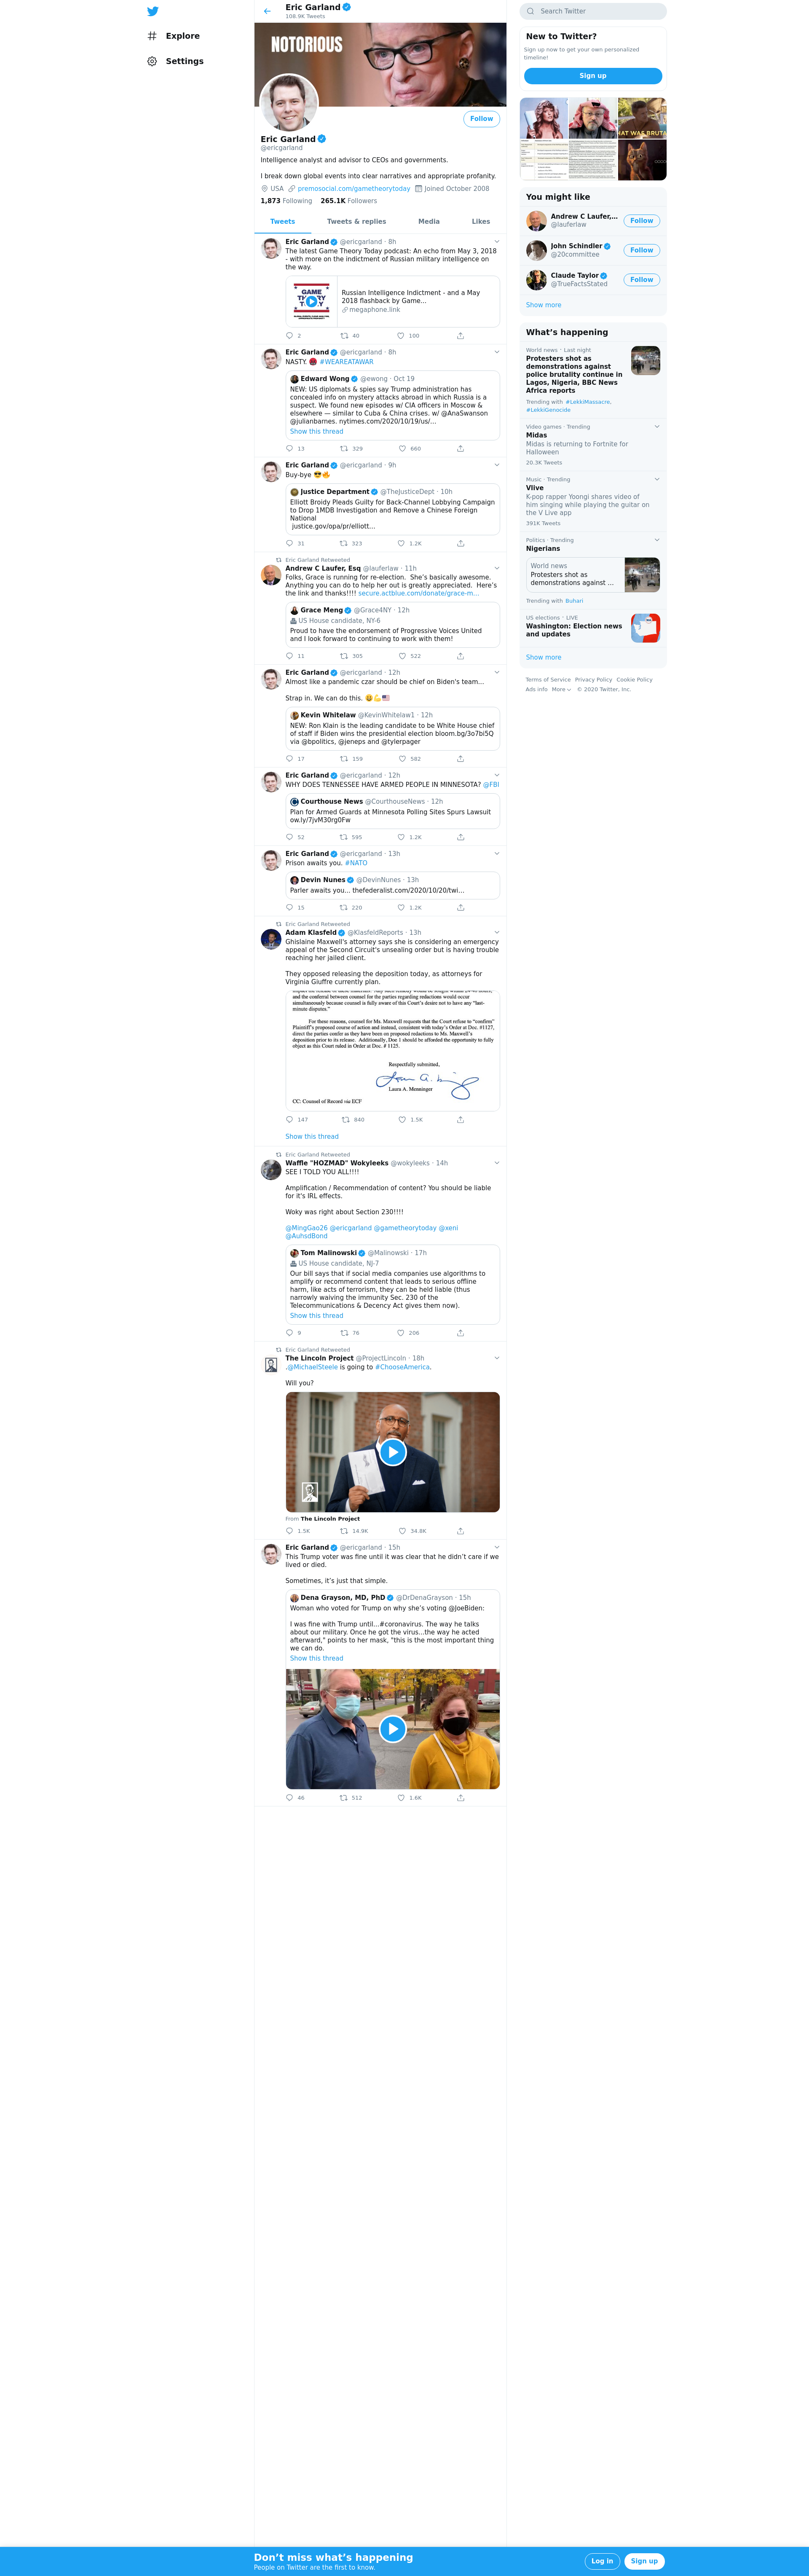 Explore
Settings
Eric Garland
108.9K Tweets
NOTORIOUS
Follow
Eric Garland
@ericgarland
Intelligence analyst and advisor to CEOs and governments.
I break down global events into clear narratives and appropriate profanity.
USA premosocial.com/gametheorytoday Joined October 2008
1,873 Following 265.1K Followers
Tweets Tweets & replies Media Likes
Eric Garland @ericgarland · 8h
The latest Game Theory Today podcast: An echo from May 3, 2018
- with more on the indictment of Russian military intelligence on
the way.
GAME
THEORY
TODAY
Russian Intelligence Indictment - and a May
2018 flashback by Game...
megaphone.link
2 40 100
Eric Garland @ericgarland · 8h
NASTY. #WEAREATAWAR
Edward Wong @ewong · Oct 19
NEW: US diplomats & spies say Trump administration has
concealed info on mystery attacks abroad in which Russia is a
suspect. We found new episodes w/ CIA officers in Moscow &
elsewhere — similar to Cuba & China crises. w/ @AnaSwanson
@julianbarnes. nytimes.com/2020/10/19/us/…
Show this thread
13 329 660
Eric Garland @ericgarland · 9h
Buy-bye
Justice Department @TheJusticeDept · 10h
Elliott Broidy Pleads Guilty for Back-Channel Lobbying Campaign
to Drop 1MDB Investigation and Remove a Chinese Foreign
National
justice.gov/opa/pr/elliott…
31 323 1.2K
Eric Garland Retweeted
Andrew C Laufer, Esq @lauferlaw · 11h
Folks, Grace is running for re-election. She's basically awesome.
Anything you can do to help her out is greatly appreciated. Here's
the link and thanks!!!! secure.actblue.com/donate/grace-m…
Grace Meng @Grace4NY · 12h
US House candidate, NY-6
Proud to have the endorsement of Progressive Voices United
and I look forward to continuing to work with them!
11 305 522
Eric Garland @ericgarland · 12h
Almost like a pandemic czar should be chief on Biden's team...
Strap in. We can do this.
Kevin Whitelaw @KevinWhitelaw1 · 12h
NEW: Ron Klain is the leading candidate to be White House chief
of staff if Biden wins the presidential election bloom.bg/3o7bi5Q
via @bpolitics, @jeneps and @tylerpager
17 159 582
Eric Garland @ericgarland · 12h
WHY DOES TENNESSEE HAVE ARMED PEOPLE IN MINNESOTA? @FBI
Courthouse News @CourthouseNews · 12h
Plan for Armed Guards at Minnesota Polling Sites Spurs Lawsuit
ow.ly/7jvM30rg0Fw
52 595 1.2K
Eric Garland @ericgarland · 13h
Prison awaits you. #NATO
Devin Nunes @DevinNunes · 13h
Parler awaits you... thefederalist.com/2020/10/20/twi…
15 220 1.2K
Eric Garland Retweeted
Adam Klasfeld @KlasfeldReports · 13h
Ghislaine Maxwell's attorney says she is considering an emergency
appeal of the Second Circuit's unsealing order but is having trouble
reaching her jailed client.
They opposed releasing the deposition today, as attorneys for
Virginia Giuffre currently plan.
and the conferral between counsel for the parties regarding redactions would occur
simultaneously because counsel is fully aware of this Court's desire not to have any "last-
minute disputes."
For these reasons, counsel for Ms. Maxwell requests that the Court refuse to "confirm"
Plaintiff's proposed course of action and instead, consistent with today's Order at Doc. #1127,
direct the parties confer as they have been on proposed redactions to Ms. Maxwell's
deposition prior to its release. Additionally, Doe 1 should be afforded the opportunity to fully
object as this Court ruled in Order at Doc. # 1125.
Respectfully submitted,
Laura A. Menninger
CC: Counsel of Record via ECF
147 840 1.5K
Show this thread
Eric Garland Retweeted
Waffle "HOZMAD" Wokyleeks @wokyleeks · 14h
SEE I TOLD YOU ALL!!!!
Amplification / Recommendation of content? You should be liable
for it's IRL effects.
Woky was right about Section 230!!!!
@MingGao26 @ericgarland @gametheorytoday @xeni
@AuhsdBond
Tom Malinowski @Malinowski · 17h
US House candidate, NJ-7
Our bill says that if social media companies use algorithms to
amplify or recommend content that leads to serious offline
harm, like acts of terrorism, they can be held liable (thus
narrowly waiving the immunity Sec. 230 of the
Telecommunications & Decency Act gives them now).
Show this thread
9 76 206
Eric Garland Retweeted
The Lincoln Project @ProjectLincoln · 18h
.@MichaelSteele is going to #ChooseAmerica.
Will you?
From The Lincoln Project
1.5K 14.9K 34.8K
Eric Garland @ericgarland · 15h
This Trump voter was fine until it was clear that he didn't care if we
lived or died.
Sometimes, it's just that simple.
Dena Grayson, MD, PhD @DrDenaGrayson · 15h
Woman who voted for Trump on why she's voting @JoeBiden:
I was fine with Trump until...#coronavirus. The way he talks
about our military. Once he got the virus...the way he acted
afterward," points to her mask, "this is the most important thing
we can do.
Show this thread
46 512 1.6K
Search Twitter
New to Twitter?
Sign up now to get your own personalized
timeline!
Sign up
HAT WAS BRUTA
You might like
Andrew C Laufer,…
@lauferlaw
Follow
John Schindler
@20committee
Follow
Claude Taylor
@TrueFactsStated
Follow
Show more
What's happening
World news · Last night
Protesters shot as
demonstrations against
police brutality continue in
Lagos, Nigeria, BBC News
Africa reports
Trending with #LekkiMassacre,
#LekkiGenocide
Video games · Trending
Midas
Midas is returning to Fortnite for
Halloween
20.3K Tweets
Music · Trending
Vlive
K-pop rapper Yoongi shares video of
him singing while playing the guitar on
the V Live app
391K Tweets
Politics · Trending
Nigerians
World news
Protesters shot as
demonstrations against …
Trending with Buhari
US elections · LIVE
Washington: Election news
and updates
Show more
Terms of Service Privacy Policy Cookie Policy
Ads info More © 2020 Twitter, Inc.
Don't miss what's happening
People on Twitter are the first to know.
Log in Sign up